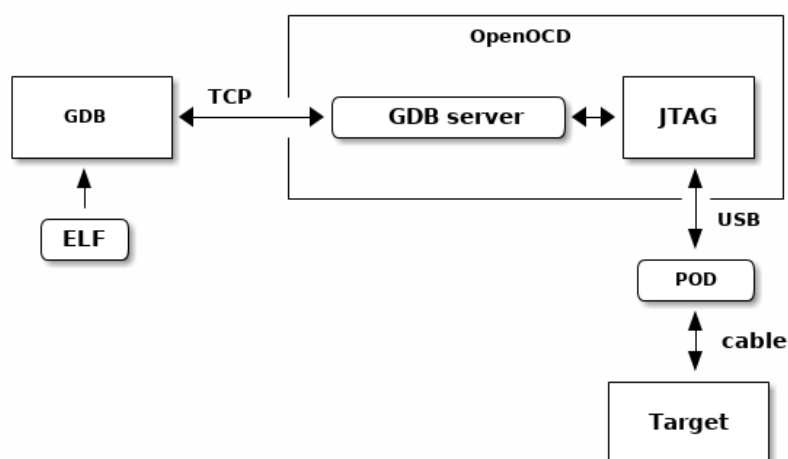 OpenOCD
TCP
GDB
GDB server
JTAG
ELF
USB
POD
cable
Target